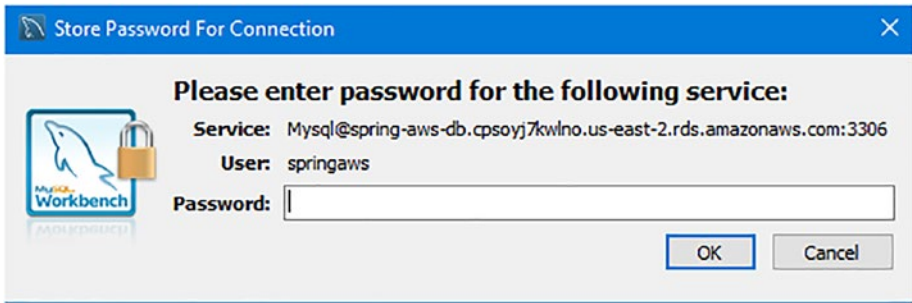 Store Password For Connection
Please enter password for the following service:
Service: Mysql@spring-aws-db.cpsoyj7kwlno.us-east-2.rds.amazonaws.com:3306
User: springaws
MySQL
Workbench
Password:
OK Cancel